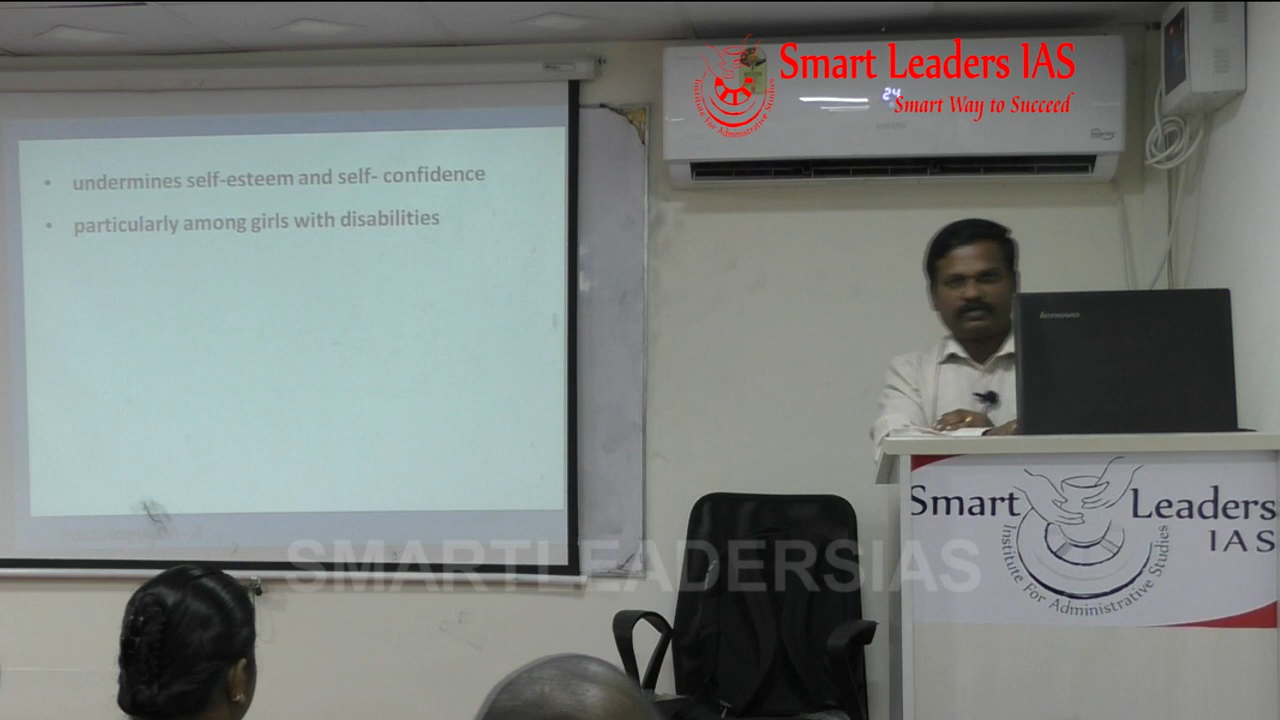 Smart Leaders IAS
Smart Way to Succeed
Institute For Administrative Studies
24
• undermines self-esteem and self- confidence
• particularly among girls with disabilities
lenovo
Smart Leaders
IAS
Institute For Administrative Studies
SMARTLEADERSIAS